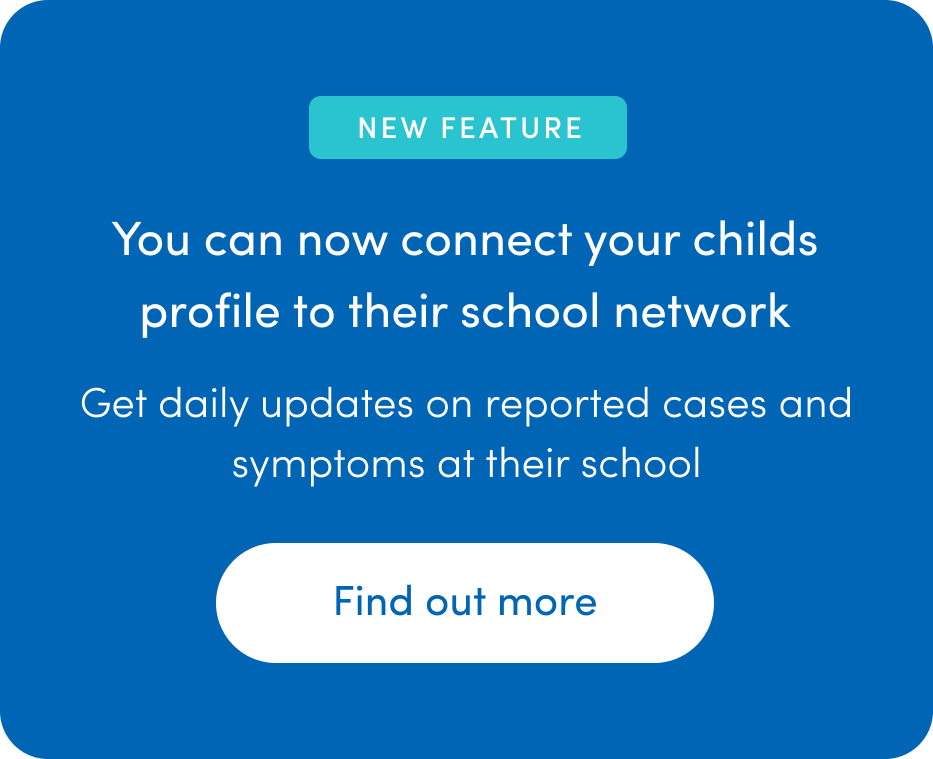 NEW FEATURE
You can now connect your childs
profile to their school network
Get daily updates on reported cases and
symptoms at their school
Find out more